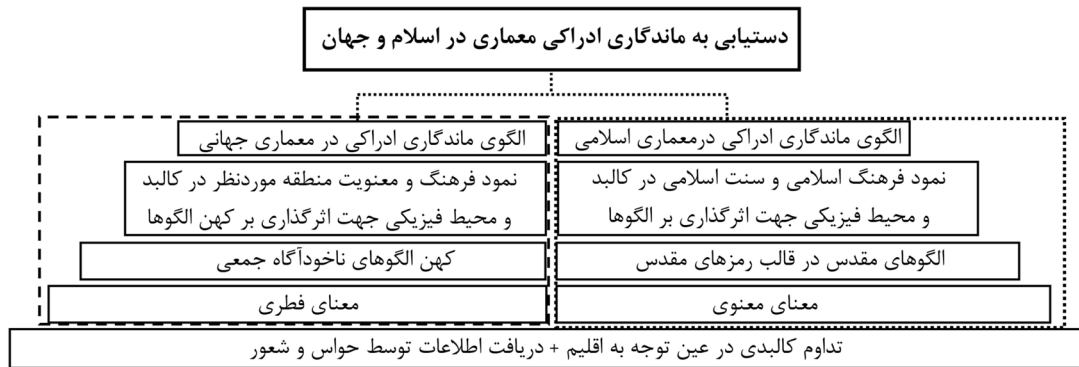 دستیابی به ماندگاری ادراکی معماری در اسلام و جهان
الگوی ماندگاری ادراکی درمعماری اسلامی
نمود فرهنگ اسلامی و سنت اسلامی در کالبد
و محیط فیزیکی جهت اثرگذاری بر الگوها
الگوهای مقدس در قالب رمزهای مقدس
معنای معنوی
الگوی ماندگاری ادراکی در معماری جهانی
نمود فرهنگ و معنویت منطقه موردنظر در کالبد
و محیط فیزیکی جهت اثرگذاری بر کهن الگوها
کهن الگوهای ناخودآگاه جمعی
معنای فطری
تداوم کالبدی در عین توجه به اقلیم + دریافت اطلاعات توسط حواس و شعور